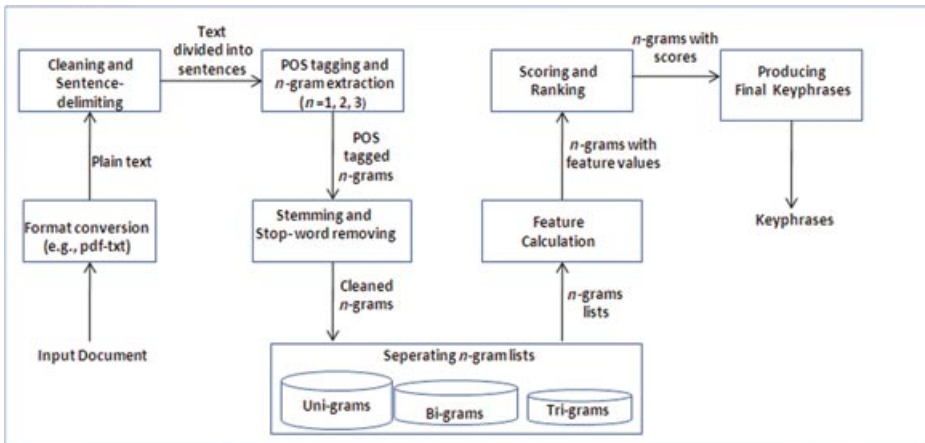 Input Document
Format conversion
(e.g., pdf-txt)
Plain text
Cleaning and
Sentence-
delimiting
Text
divided into
sentences
POS tagging and
n-gram extraction
(n =1, 2, 3)
POS
tagged
n-grams
Stemming and
Stop-word removing
Cleaned
n-grams
Seperating n-gram lists
Uni-grams
Bi-grams
Tri-grams
n-grams
lists
Feature
Calculation
n-grams with
feature values
Scoring and
Ranking
n-grams with
scores
Producing
Final Keyphrases
Keyphrases